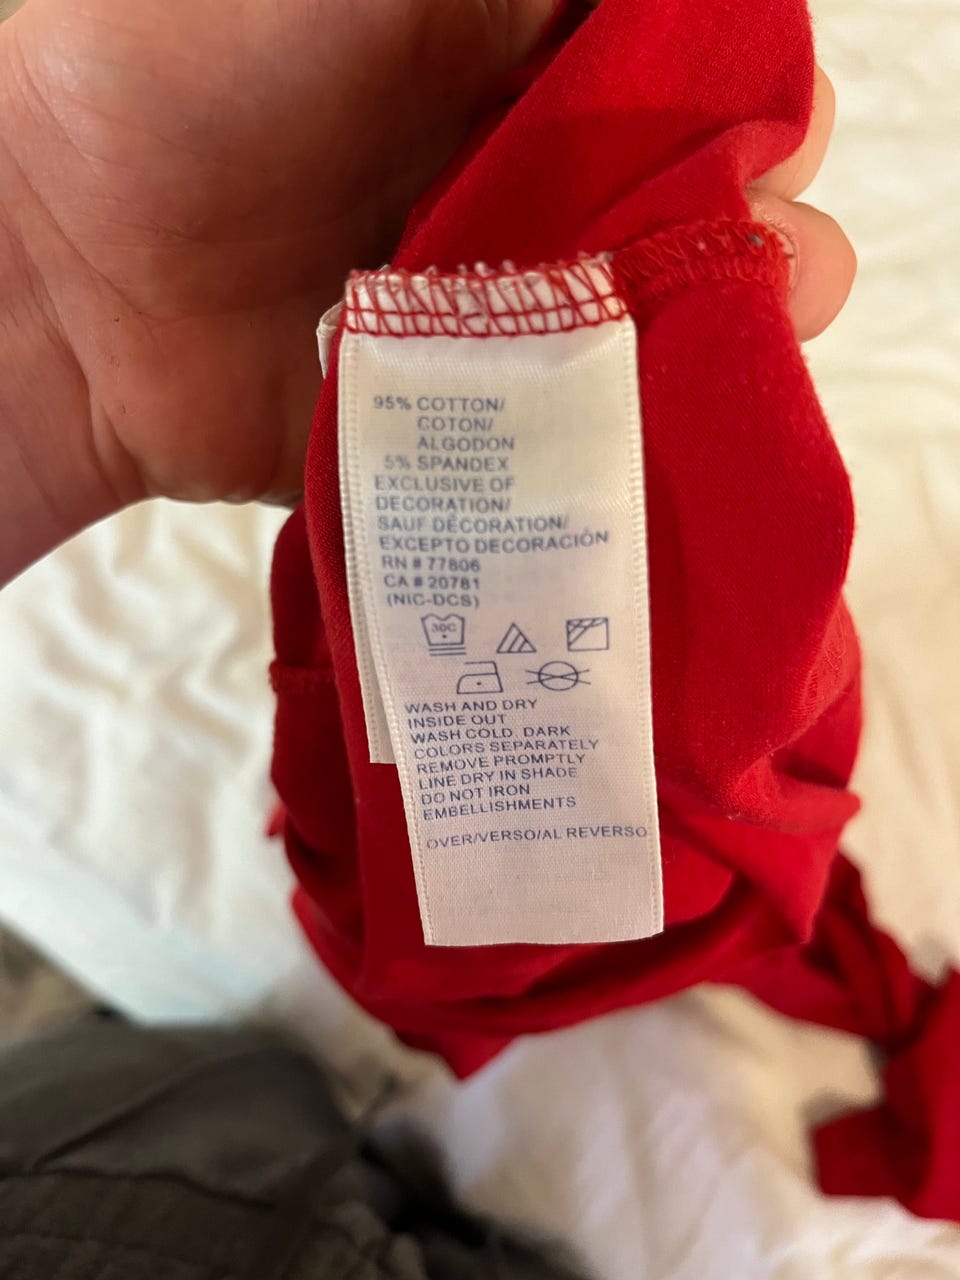 95% COTTON/
COTON/
ALGODON
5% SPANDEX
EXCLUSIVE OF
DECORATION/
SAUF DÉCORATION/
EXCEPTO DECORACIÓN
RN # 77806
CA # 20781
(NIC-DCS)
30C
WASH AND DRY
INSIDE OUT
WASH COLD, DARK
COLORS SEPARATELY
REMOVE PROMPTLY
LINE DRY IN SHADE
DO NOT IRON
EMBELLISHMENTS
OVER/VERSO/AL REVERSO